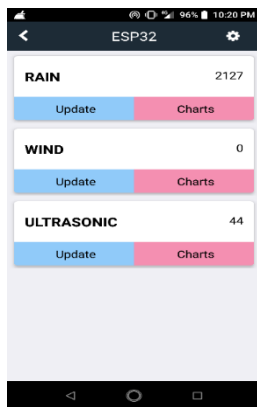 96% 10:20 PM
ESP32
RAIN 2127
Update Charts
WIND 0
Update Charts
ULTRASONIC 44
Update Charts